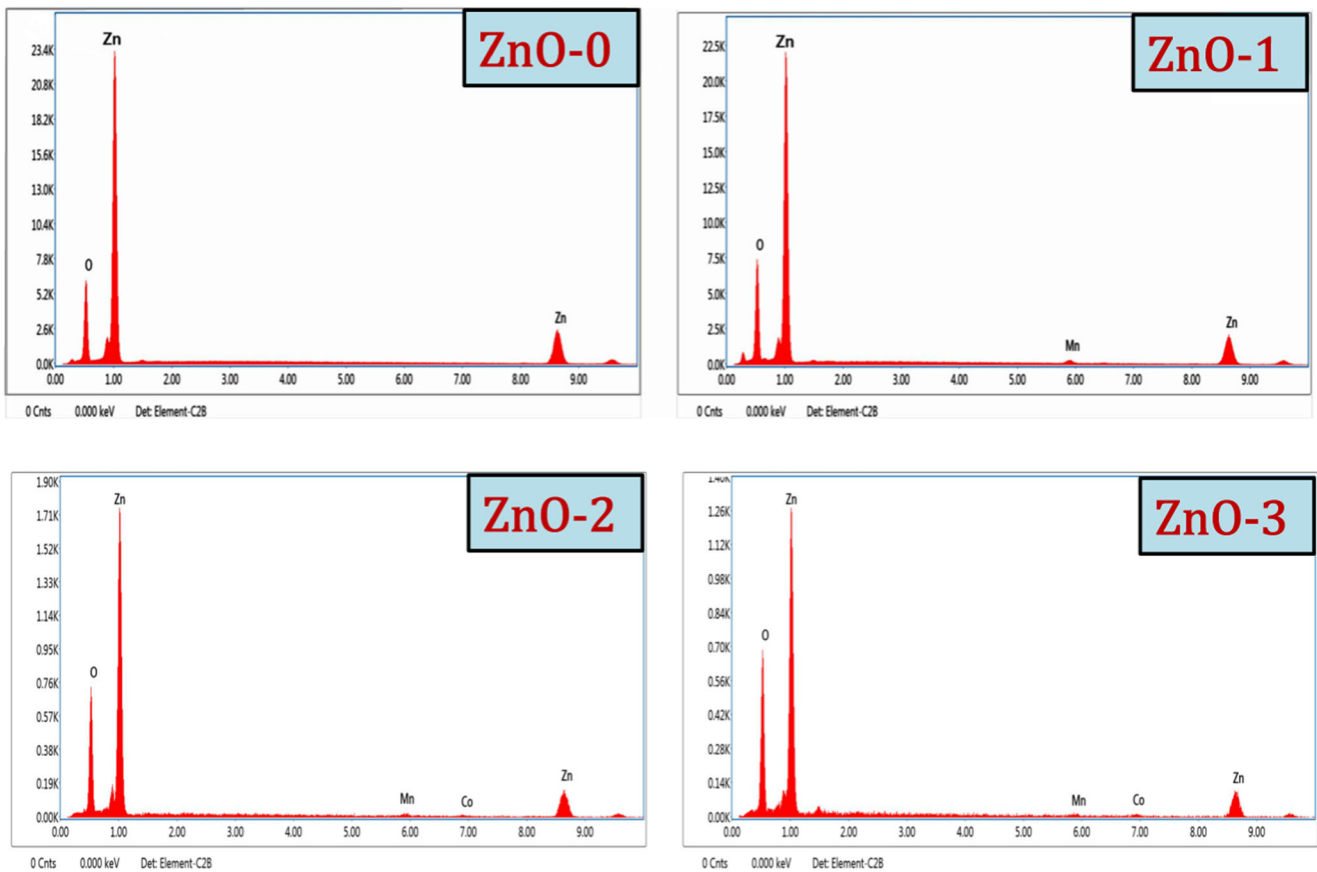 ZnO-0
23.4K
20.8K
18.2K
15.6K
13.0K
10.4K
7.8K
5.2K
2.6K
0.0K
Zn
O
Zn
0.00 1.00 2.00 3.00 4.00 5.00 6.00 7.00 8.00 9.00
0 Cnts 0.000 keV Det: Element-C2B
ZnO-1
22.5K
20.0K
17.5K
15.0K
12.5K
10.0K
7.5K
5.0K
2.5K
0.0K
Zn
O
Mn
Zn
0.00 1.00 2.00 3.00 4.00 5.00 6.00 7.00 8.00 9.00
0 Cnts 0.000 keV Det: Element-C2B
ZnO-2
1.90K
1.71K
1.52K
1.33K
1.14K
0.95K
0.76K
0.57K
0.38K
0.19K
0.00K
Zn
O
Mn
Co
Zn
0.00 1.00 2.00 3.00 4.00 5.00 6.00 7.00 8.00 9.00
0 Cnts 0.000 keV Det: Element-C2B
ZnO-3
1.40K
1.26K
1.12K
0.98K
0.84K
0.70K
0.56K
0.42K
0.28K
0.14K
0.00K
Zn
O
Mn
Co
Zn
0.00 1.00 2.00 3.00 4.00 5.00 6.00 7.00 8.00 9.00
0 Cnts 0.000 keV Det: Element-C2B